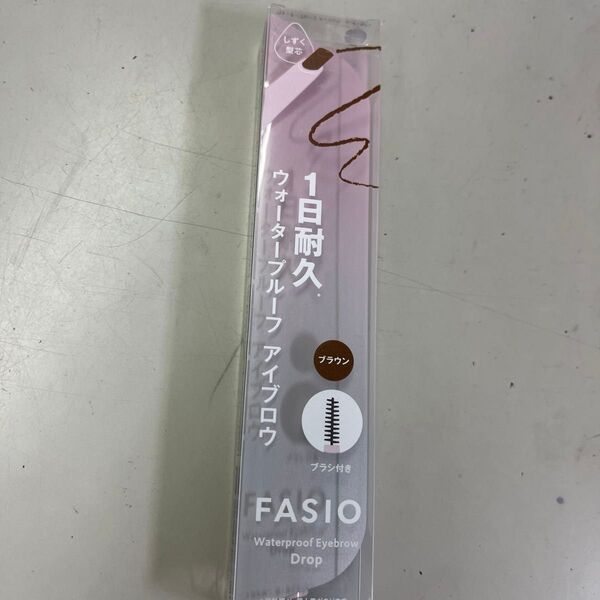 しずく
型芯
1日耐久*
ウォータープルーフ アイブロウ
ブラウン
ブラシ付き
FASIO
Waterproof Eyebrow
Drop